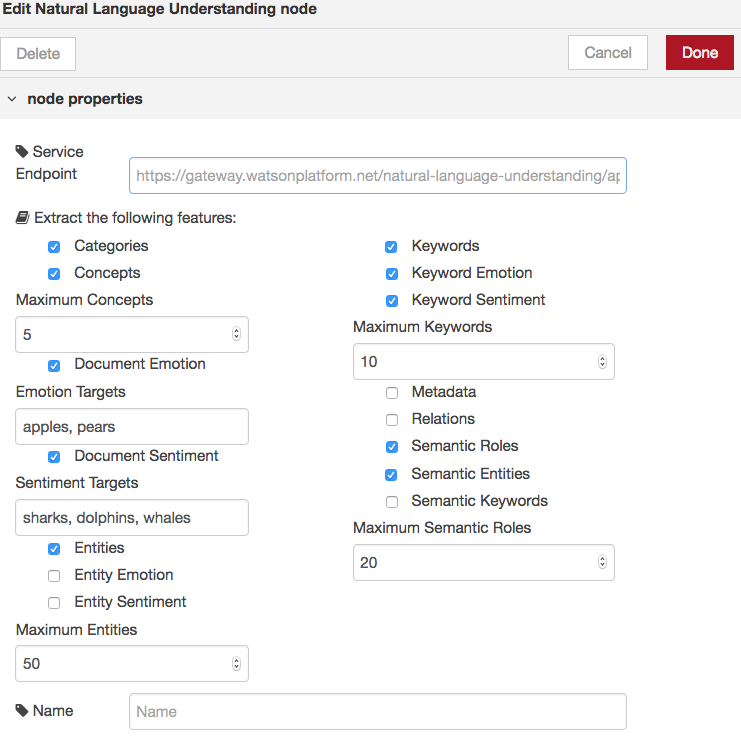 Edit Natural Language Understanding node
Delete
Cancel
Done
node properties
Service
Endpoint
https://gateway.watsonplatform.net/natural-language-understanding/ap
Extract the following features:
Categories
Concepts
Maximum Concepts
5
Document Emotion
Emotion Targets
apples, pears
Document Sentiment
Sentiment Targets
sharks, dolphins, whales
Entities
Entity Emotion
Entity Sentiment
Maximum Entities
50
Keywords
Keyword Emotion
Keyword Sentiment
Maximum Keywords
10
Metadata
Relations
Semantic Roles
Semantic Entities
Semantic Keywords
Maximum Semantic Roles
20
Name
Name